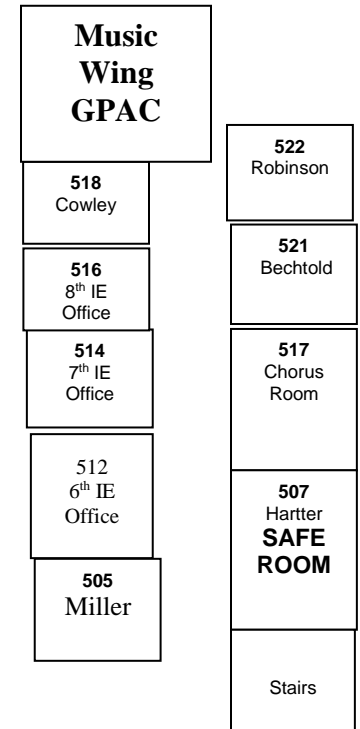 Music
Wing
GPAC
518
Cowley
516
8th IE
Office
514
7th IE
Office
512
6th IE
Office
505
Miller
522
Robinson
521
Bechtold
517
Chorus
Room
507
Hartter
SAFE
ROOM
Stairs